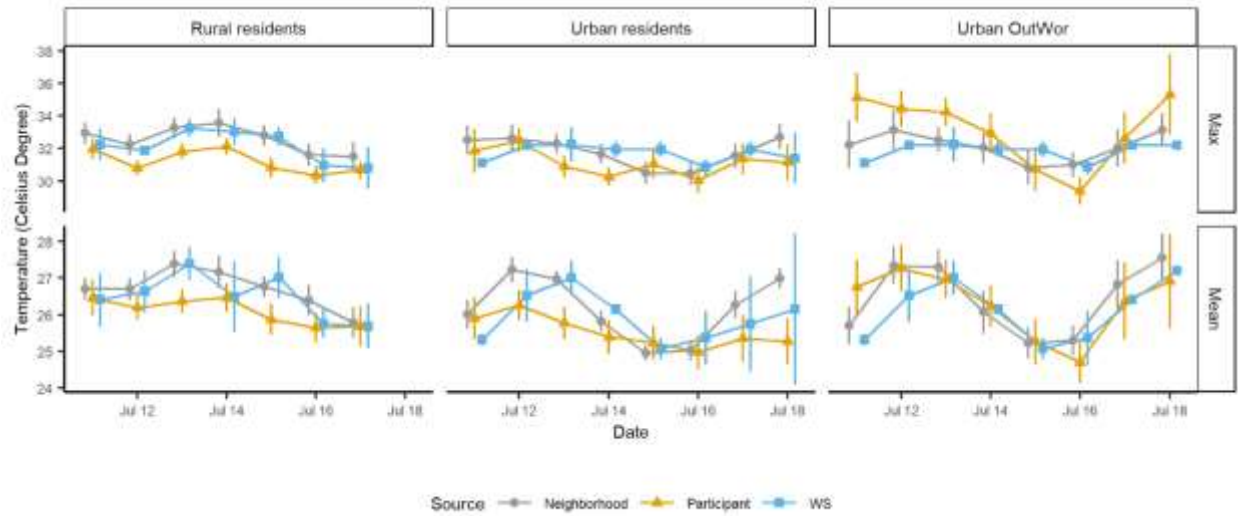 Rural residents Urban residents Urban OutWor
38
36
34
32
30
Max
28
27
26
25
24
Mean
Temperature (Celsius Degree)
Jul 12 Jul 14 Jul 16 Jul 18 Jul 12 Jul 14 Jul 16 Jul 18 Jul 12 Jul 14 Jul 16 Jul 18
Date
Source Neighborhood Participant WS